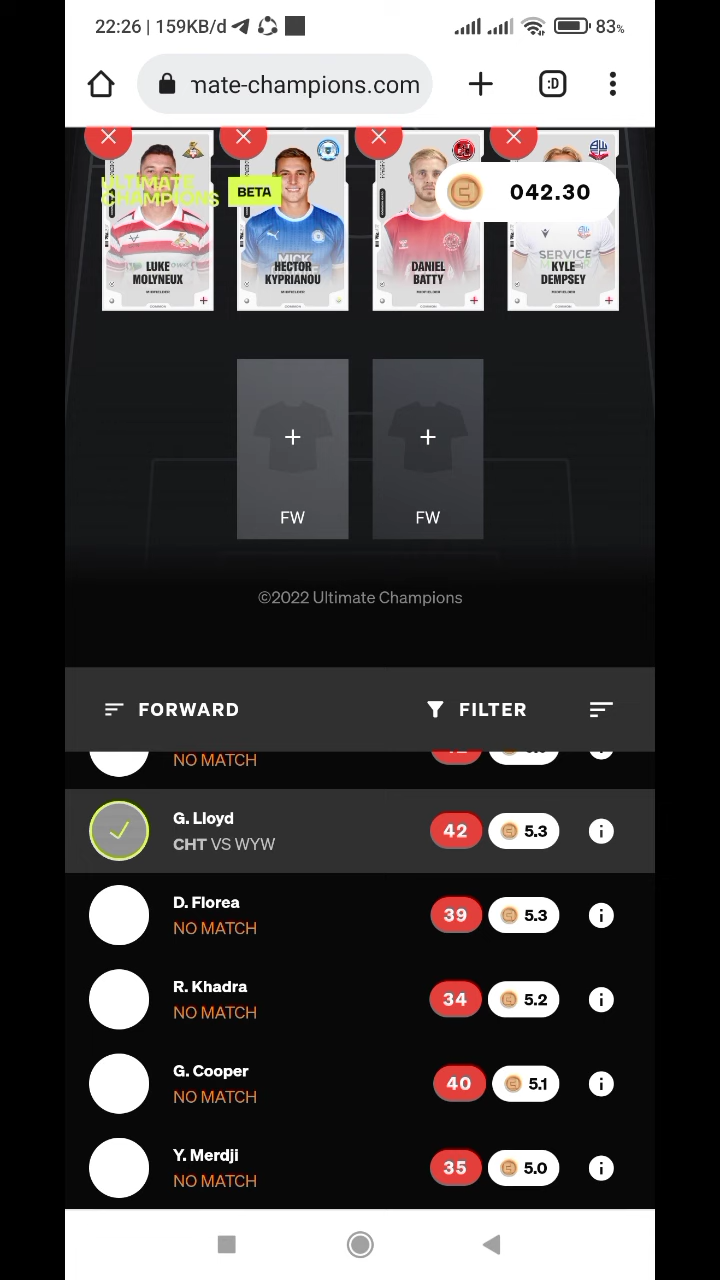 22:26 | 159KB/d
83%
:D
mate-champions.com
ULTIMATE
CHAMPIONS
BETA
042.30
LUKE
MOLYNEUX
HECTOR
KYPRIANOU
DANIEL
BATTY
SERVICE
KYLE
DEMPSEY
+ +
FW FW
©2022 Ultimate Champions
FORWARD FILTER
NO MATCH
G. Lloyd
CHT VS WYW
42 5.3
D. Florea
NO MATCH
39 5.3
R. Khadra
NO MATCH
34 5.2
G. Cooper
NO MATCH
40 5.1
Y. Merdji
NO MATCH
35 5.0